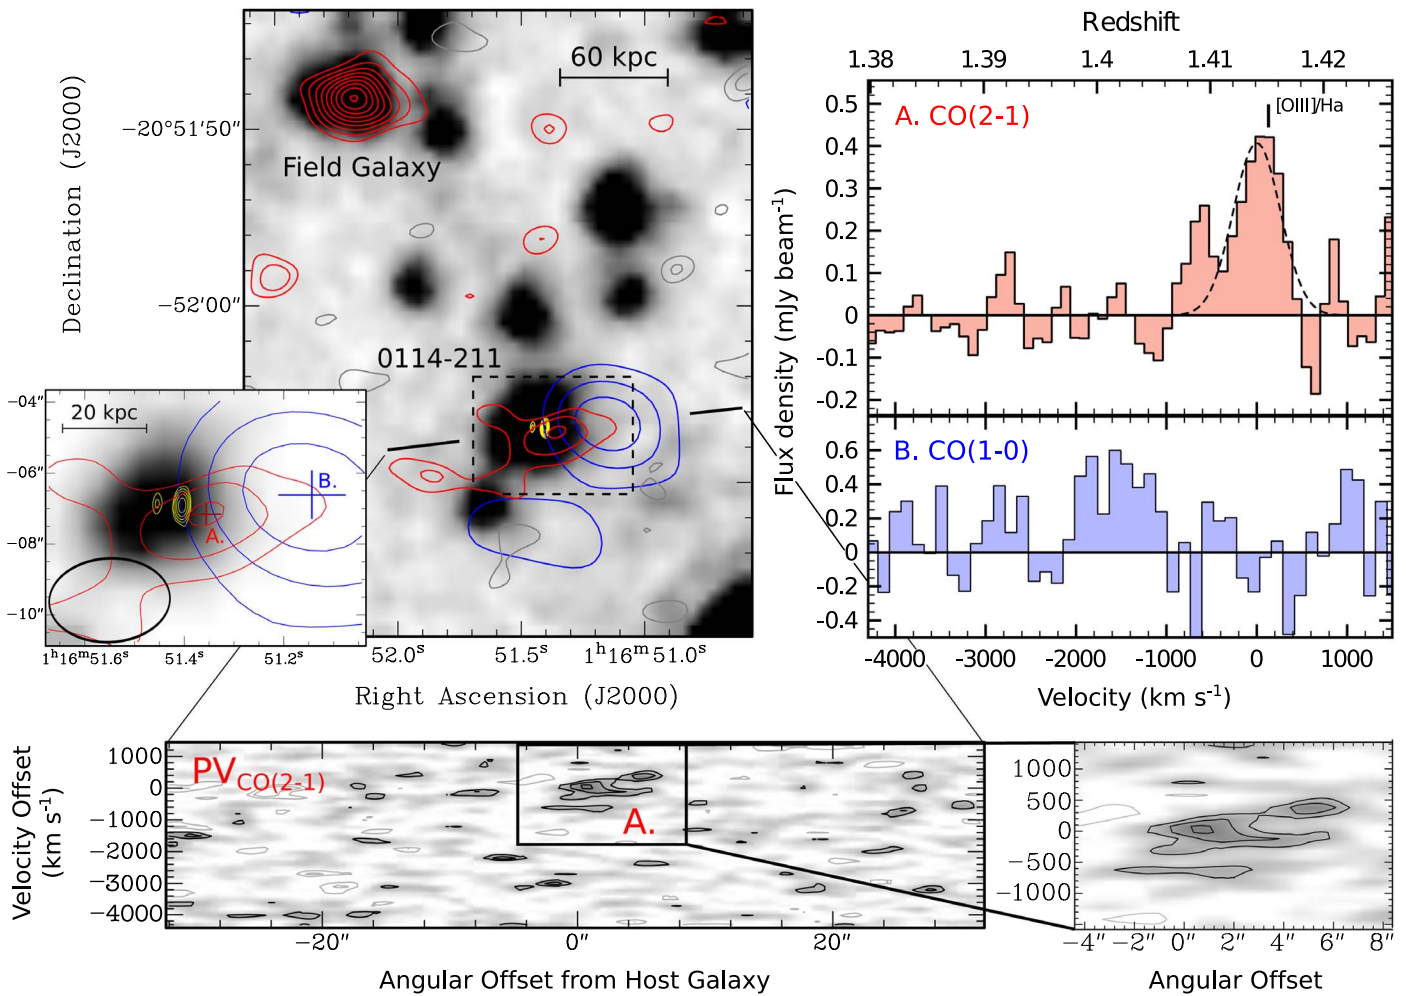 Redshift
1.38 1.39 1.4 1.41 1.42
60 kpc
Declination (J2000)
−20°51′50″
−52′00″
Field Galaxy
0114-211
20 kpc
−04″
−06″
−08″
−10″
A.
B.
1ʰ16ᵐ51.6ˢ 51.4ˢ 51.2ˢ
52.0ˢ 51.5ˢ 1ʰ16ᵐ51.0ˢ
Right Ascension (J2000)
A. CO(2-1)
[OIII]/Ha
0.5
0.4
0.3
0.2
0.1
0
-0.1
-0.2
Flux density (mJy beam⁻¹)
B. CO(1-0)
0.6
0.4
0.2
0
-0.2
-0.4
-4000 -3000 -2000 -1000 0 1000
Velocity (km s⁻¹)
PV CO(2-1)
A.
Velocity Offset
(km s⁻¹)
1000
0
−1000
−2000
−3000
−4000
−20″ 0″ 20″
Angular Offset from Host Galaxy
1000
500
0
−500
−1000
−4″ −2″ 0″ 2″ 4″ 6″ 8″
Angular Offset